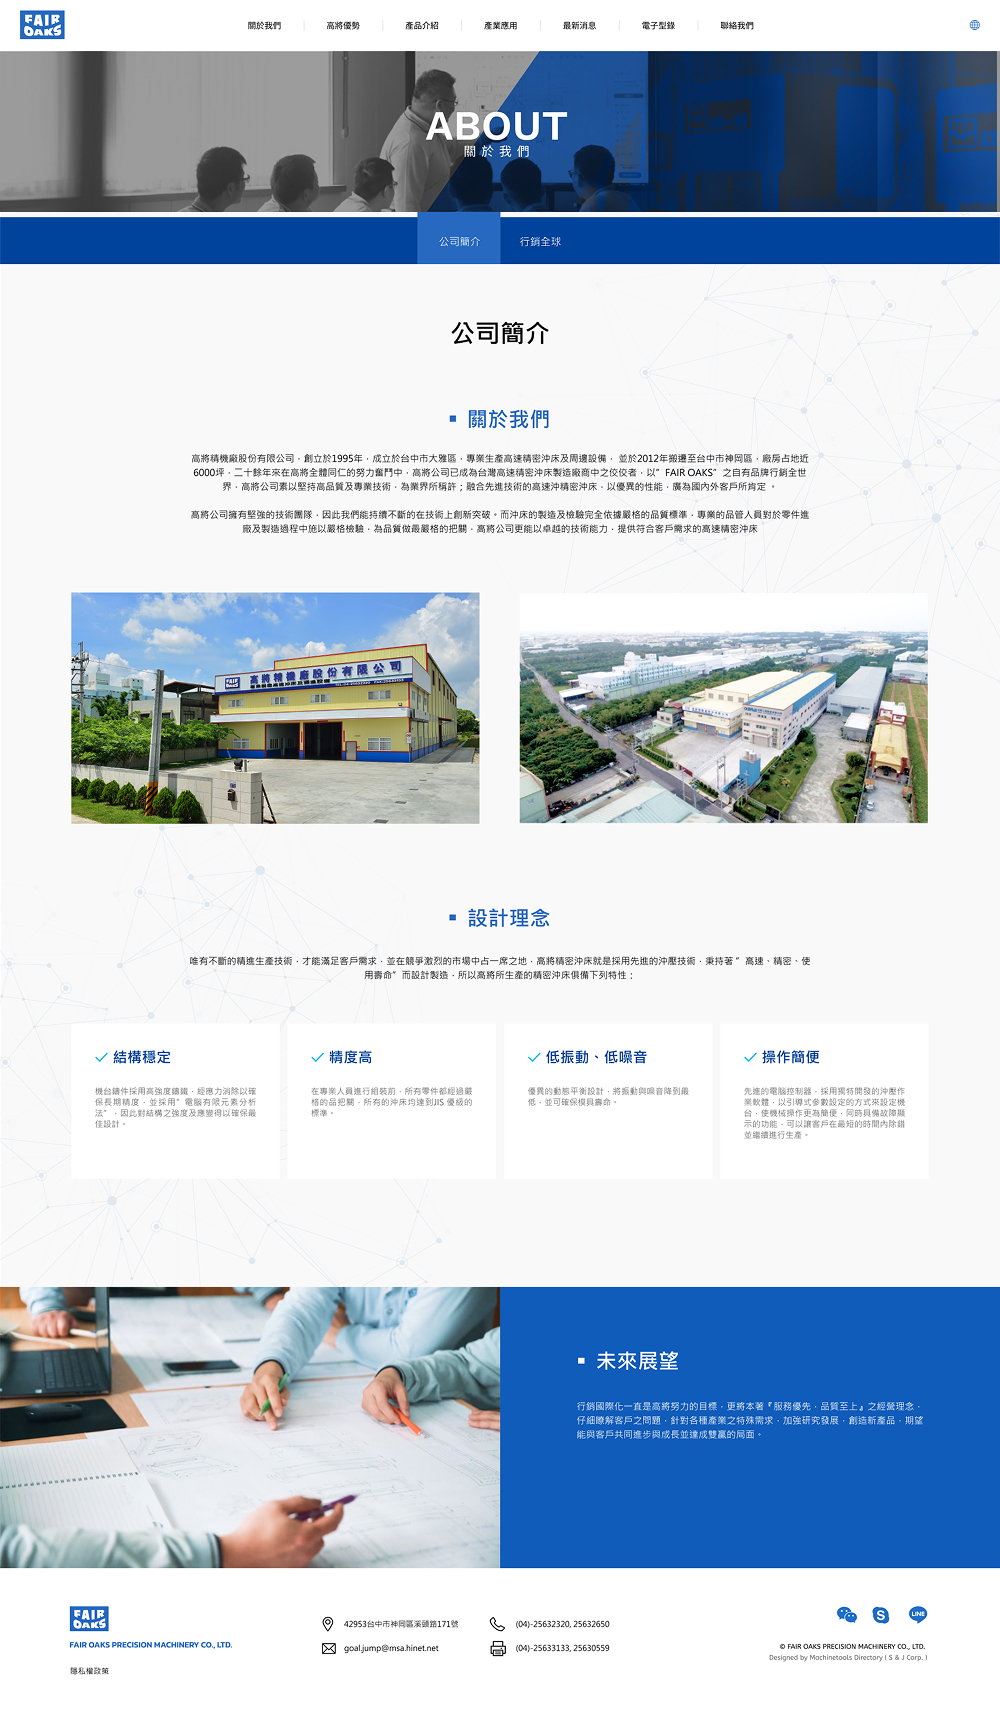 FAIR OAKS
關於我們
高將優勢
產品介紹
產業應用
最新消息
電子型錄
聯絡我們
ABOUT
關於我們
公司簡介
行銷全球
公司簡介
關於我們
高將精機廠股份有限公司，創立於1995年，成立於台中市大雅區，專業生產高速精密沖床及周邊設備， 並於2012年搬遷至台中市神岡區，廠房占地近
6000坪，二十餘年來在高將全體同仁的努力奮鬥中，高將公司已成為台灣高速精密沖床製造廠商中之佼佼者，以”FAIR OAKS”之自有品牌行銷全世
界，高將公司素以堅持高品質及專業技術，為業界所稱許；融合先進技術的高速沖精密沖床，以優異的性能，廣為國內外客戶所肯定 。
高將公司擁有堅強的技術團隊，因此我們能持續不斷的在技術上創新突破。而沖床的製造及檢驗完全依據嚴格的品質標準，專業的品管人員對於零件進
廠及製造過程中施以嚴格檢驗，為品質做最嚴格的把關，高將公司更能以卓越的技術能力，提供符合客戶需求的高速精密沖床
FAIR OAKS 高將精機廠股份有限公司
設計理念
唯有不斷的精進生產技術，才能滿足客戶需求，並在競爭激烈的市場中占一席之地，高將精密沖床就是採用先進的沖壓技術，秉持著”高速、精密、使
用壽命”而設計製造，所以高將所生產的精密沖床俱備下列特性：
結構穩定
機台鑄件採用高強度鑄鐵，經應力消除以確
保長期精度，並採用”電腦有限元素分析
法”，因此對結構之強度及應變得以確保最
佳設計。
精度高
在專業人員進行組裝前，所有零件都經過嚴
格的品把關，所有的沖床均達到JIS 優級的
標準。
低振動、低噪音
優異的動態平衡設計，將振動與噪音降到最
低，並可確保模具壽命。
操作簡便
先進的電腦控制器，採用獨特開發的沖壓作
業軟體，以引導式參數設定的方式來設定機
台，使機械操作更為簡便，同時具備故障顯
示的功能，可以讓客戶在最短的時間內除錯
並繼續進行生產。
未來展望
行銷國際化一直是高將努力的目標，更將本著『服務優先，品質至上』之經營理念，
仔細瞭解客戶之問題，針對各種產業之特殊需求，加強研究發展，創造新產品，期望
能與客戶共同進步與成長並達成雙贏的局面。
FAIR OAKS
FAIR OAKS PRECISION MACHINERY CO., LTD.
隱私權政策
42953台中市神岡區溪頭路171號
goal.jump@msa.hinet.net
(04)-25632320, 25632650
(04)-25633133, 25630559
LINE
© FAIR OAKS PRECISION MACHINERY CO., LTD.
Designed by Machinetools Directory ( S & J Corp. )